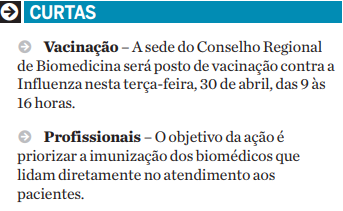 CURTAS
Vacinação – A sede do Conselho Regional
de Biomedicina será posto de vacinação contra a
Influenza nesta terça-feira, 30 de abril, das 9 às
16 horas.
Profissionais – O objetivo da ação é
priorizar a imunização dos biomédicos que
lidam diretamente no atendimento aos
pacientes.